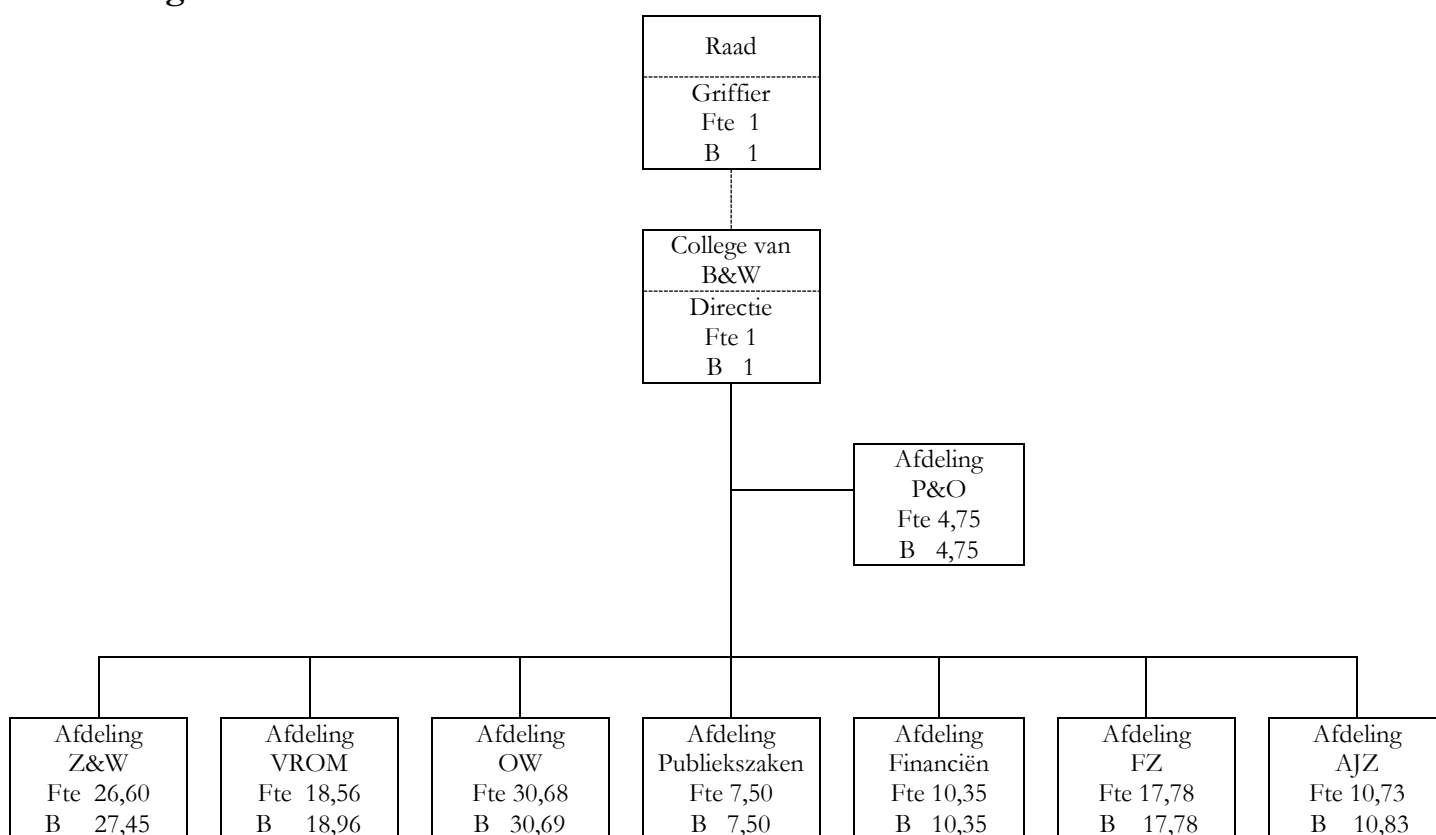 Raad
Griffier
Fte 1
B 1
College van
B&W
Directie
Fte 1
B 1
Afdeling
P&O
Fte 4,75
B 4,75
Afdeling
Z&W
Fte 26,60
B 27,45
Afdeling
VROM
Fte 18,56
B 18,96
Afdeling
OW
Fte 30,68
B 30,69
Afdeling
Publiekszaken
Fte 7,50
B 7,50
Afdeling
Financiën
Fte 10,35
B 10,35
Afdeling
FZ
Fte 17,78
B 17,78
Afdeling
AJZ
Fte 10,73
B 10,83